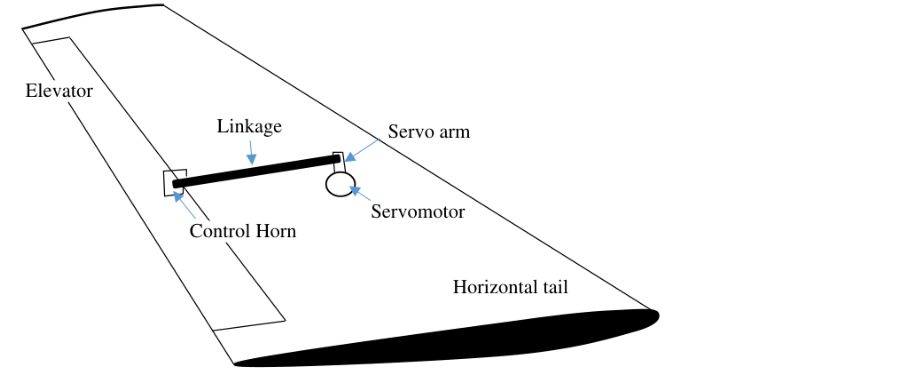 Elevator
Linkage
Servo arm
Servomotor
Control Horn
Horizontal tail